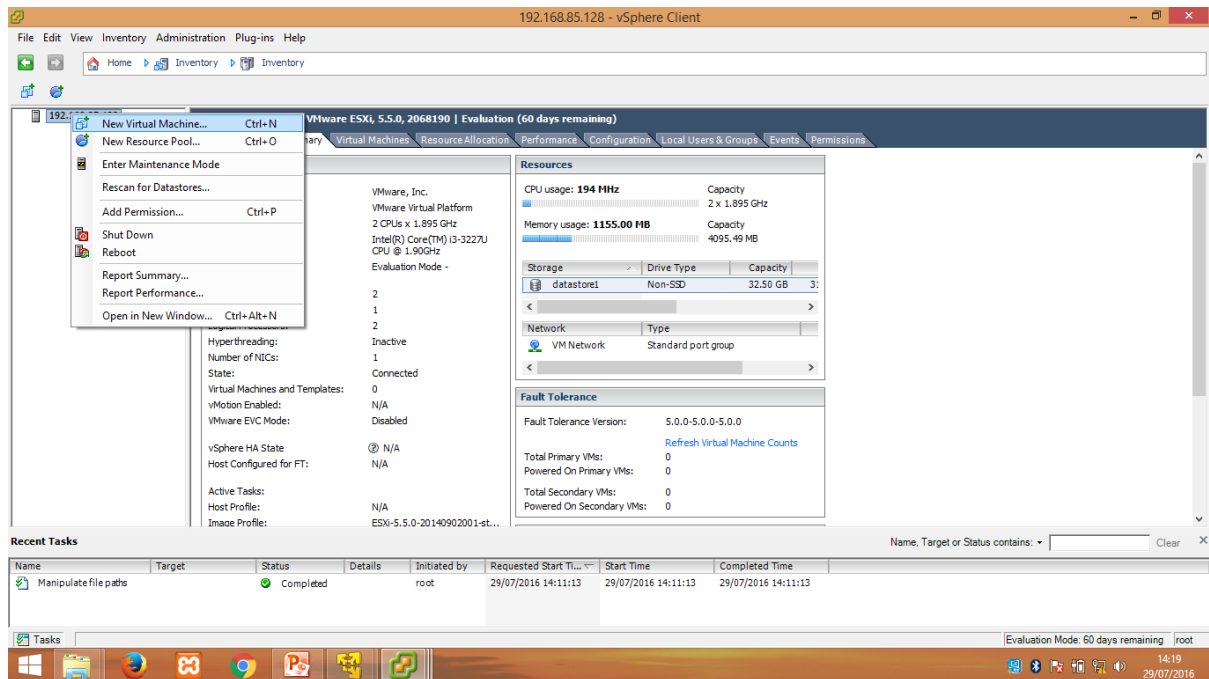 192.168.85.128 - vSphere Client
File Edit View Inventory Administration Plug-ins Help
Home Inventory Inventory
VMware ESXi, 5.5.0, 2068190 | Evaluation (60 days remaining)
Virtual Machines Resource Allocation Performance Configuration Local Users & Groups Events Permissions
New Virtual Machine... Ctrl+N
New Resource Pool... Ctrl+O
Enter Maintenance Mode
Rescan for Datastores...
Add Permission... Ctrl+P
Shut Down
Reboot
Report Summary...
Report Performance...
Open in New Window... Ctrl+Alt+N
VMware, Inc.
VMware Virtual Platform
2 CPUs x 1.895 GHz
Intel(R) Core(TM) i3-3227U
CPU @ 1.90GHz
Evaluation Mode -
2
1
2
Hyperthreading: Inactive
Number of NICs: 1
State: Connected
Virtual Machines and Templates: 0
vMotion Enabled: N/A
VMware EVC Mode: Disabled
vSphere HA State N/A
Host Configured for FT: N/A
Active Tasks:
Host Profile: N/A
Image Profile: ESXi-5.5.0-20140902001-st...
Resources
CPU usage: 194 MHz Capacity
2 x 1.895 GHz
Memory usage: 1155.00 MB Capacity
4095.49 MB
Storage Drive Type Capacity
datastore1 Non-SSD 32.50 GB
Network Type
VM Network Standard port group
Fault Tolerance
Fault Tolerance Version: 5.0.0-5.0.0-5.0.0
Refresh Virtual Machine Counts
Total Primary VMs: 0
Powered On Primary VMs: 0
Total Secondary VMs: 0
Powered On Secondary VMs: 0
Recent Tasks
Name, Target or Status contains: Clear
Name Target Status Details Initiated by Requested Start Ti... Start Time Completed Time
Manipulate file paths Completed root 29/07/2016 14:11:13 29/07/2016 14:11:13 29/07/2016 14:11:13
Tasks
Evaluation Mode: 60 days remaining root
14:19
29/07/2016